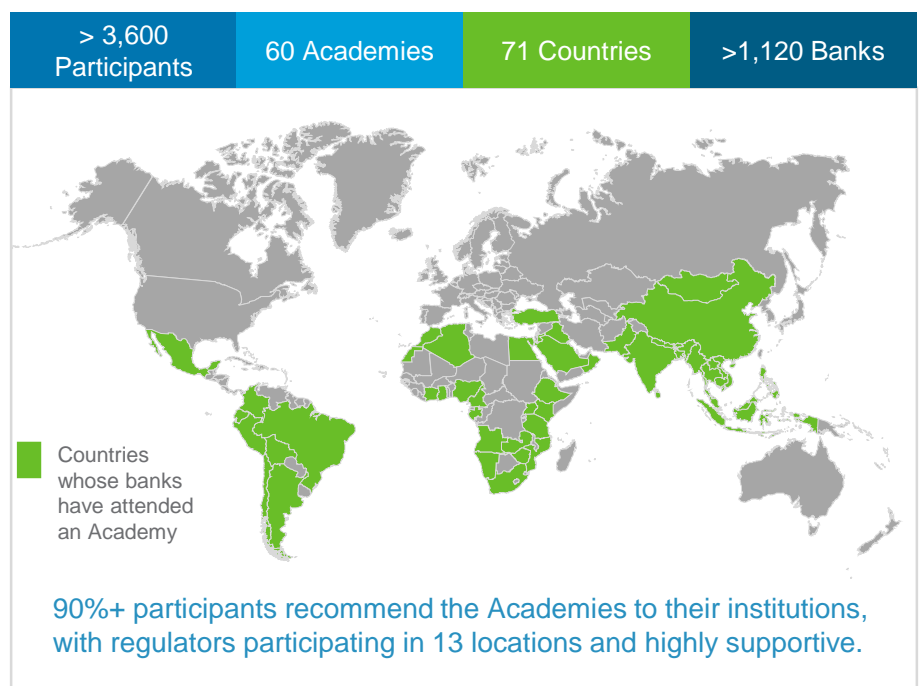 > 3,600
Participants
60 Academies
71 Countries
>1,120 Banks
Countries
whose banks
have attended
an Academy
90%+ participants recommend the Academies to their institutions,
with regulators participating in 13 locations and highly supportive.